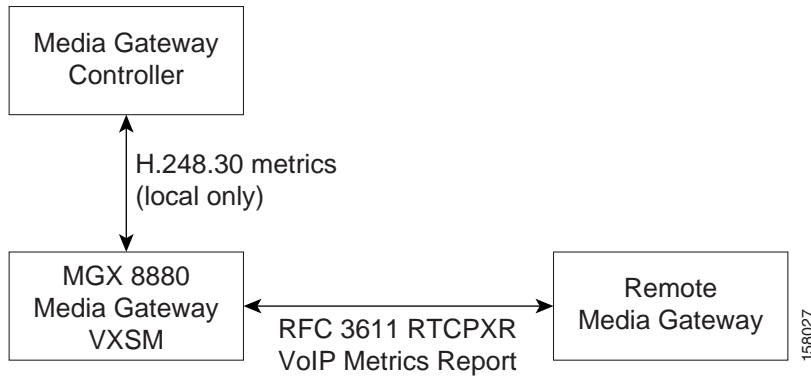 Media Gateway
Controller
H.248.30 metrics
(local only)
MGX 8880
Media Gateway
VXSM
RFC 3611 RTCPXR
VoIP Metrics Report
Remote
Media Gateway
158027